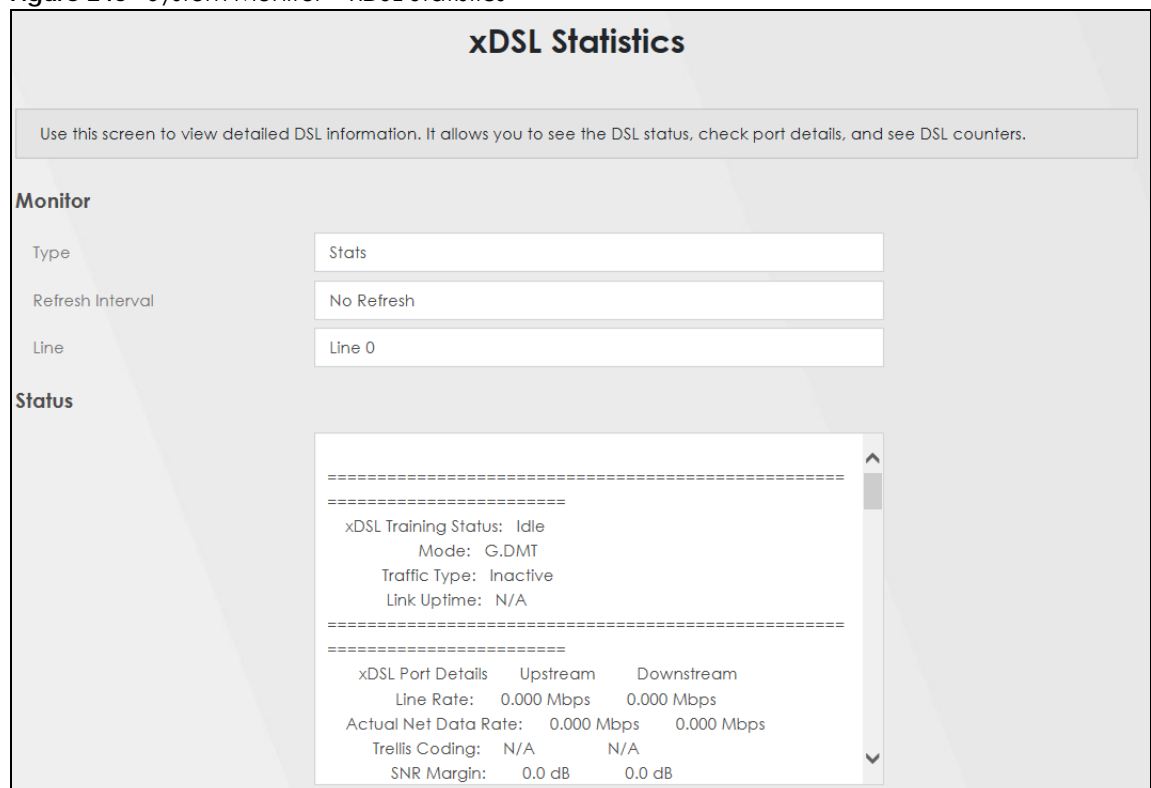 xDSL Statistics
Use this screen to view detailed DSL information. It allows you to see the DSL status, check port details, and see DSL counters.
Monitor
Type Stats
Refresh Interval No Refresh
Line Line 0
Status
====================================================
========================
xDSL Training Status: Idle
Mode: G.DMT
Traffic Type: Inactive
Link Uptime: N/A
====================================================
========================
xDSL Port Details Upstream Downstream
Line Rate: 0.000 Mbps 0.000 Mbps
Actual Net Data Rate: 0.000 Mbps 0.000 Mbps
Trellis Coding: N/A N/A
SNR Margin: 0.0 dB 0.0 dB